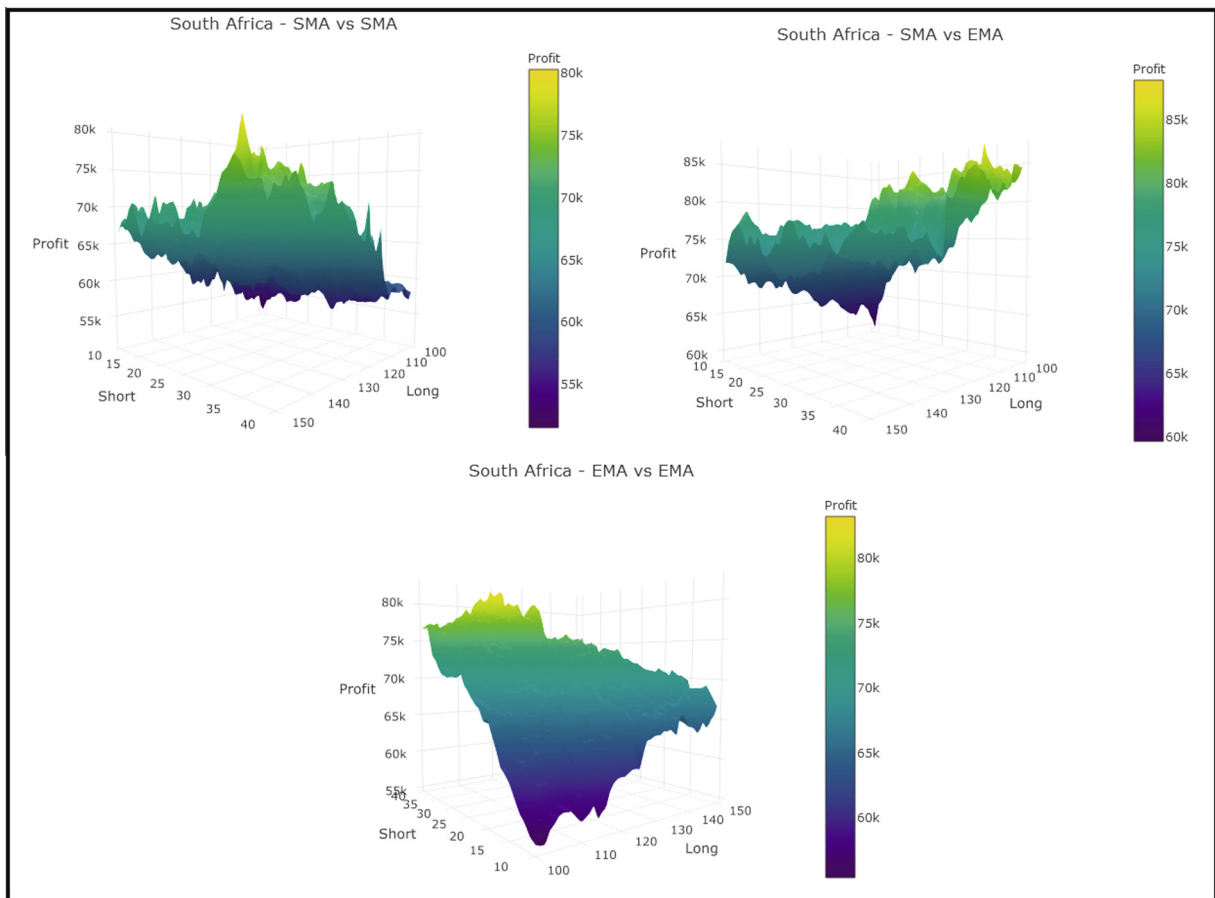 South Africa - SMA vs SMA
Profit
80k
75k
70k
65k
60k
55k
80k
75k
70k
65k
60k
55k
Profit
10
15
20
25
30
35
40
Short
150
140
130
120
110
100
Long
South Africa - SMA vs EMA
Profit
85k
80k
75k
70k
65k
60k
85k
80k
75k
70k
65k
60k
Profit
10
15
20
25
30
35
40
Short
150
140
130
120
110
100
Long
South Africa - EMA vs EMA
Profit
80k
75k
70k
65k
60k
80k
75k
70k
65k
60k
55k
Profit
40
35
30
25
20
15
10
Short
100
110
120
130
140
150
Long